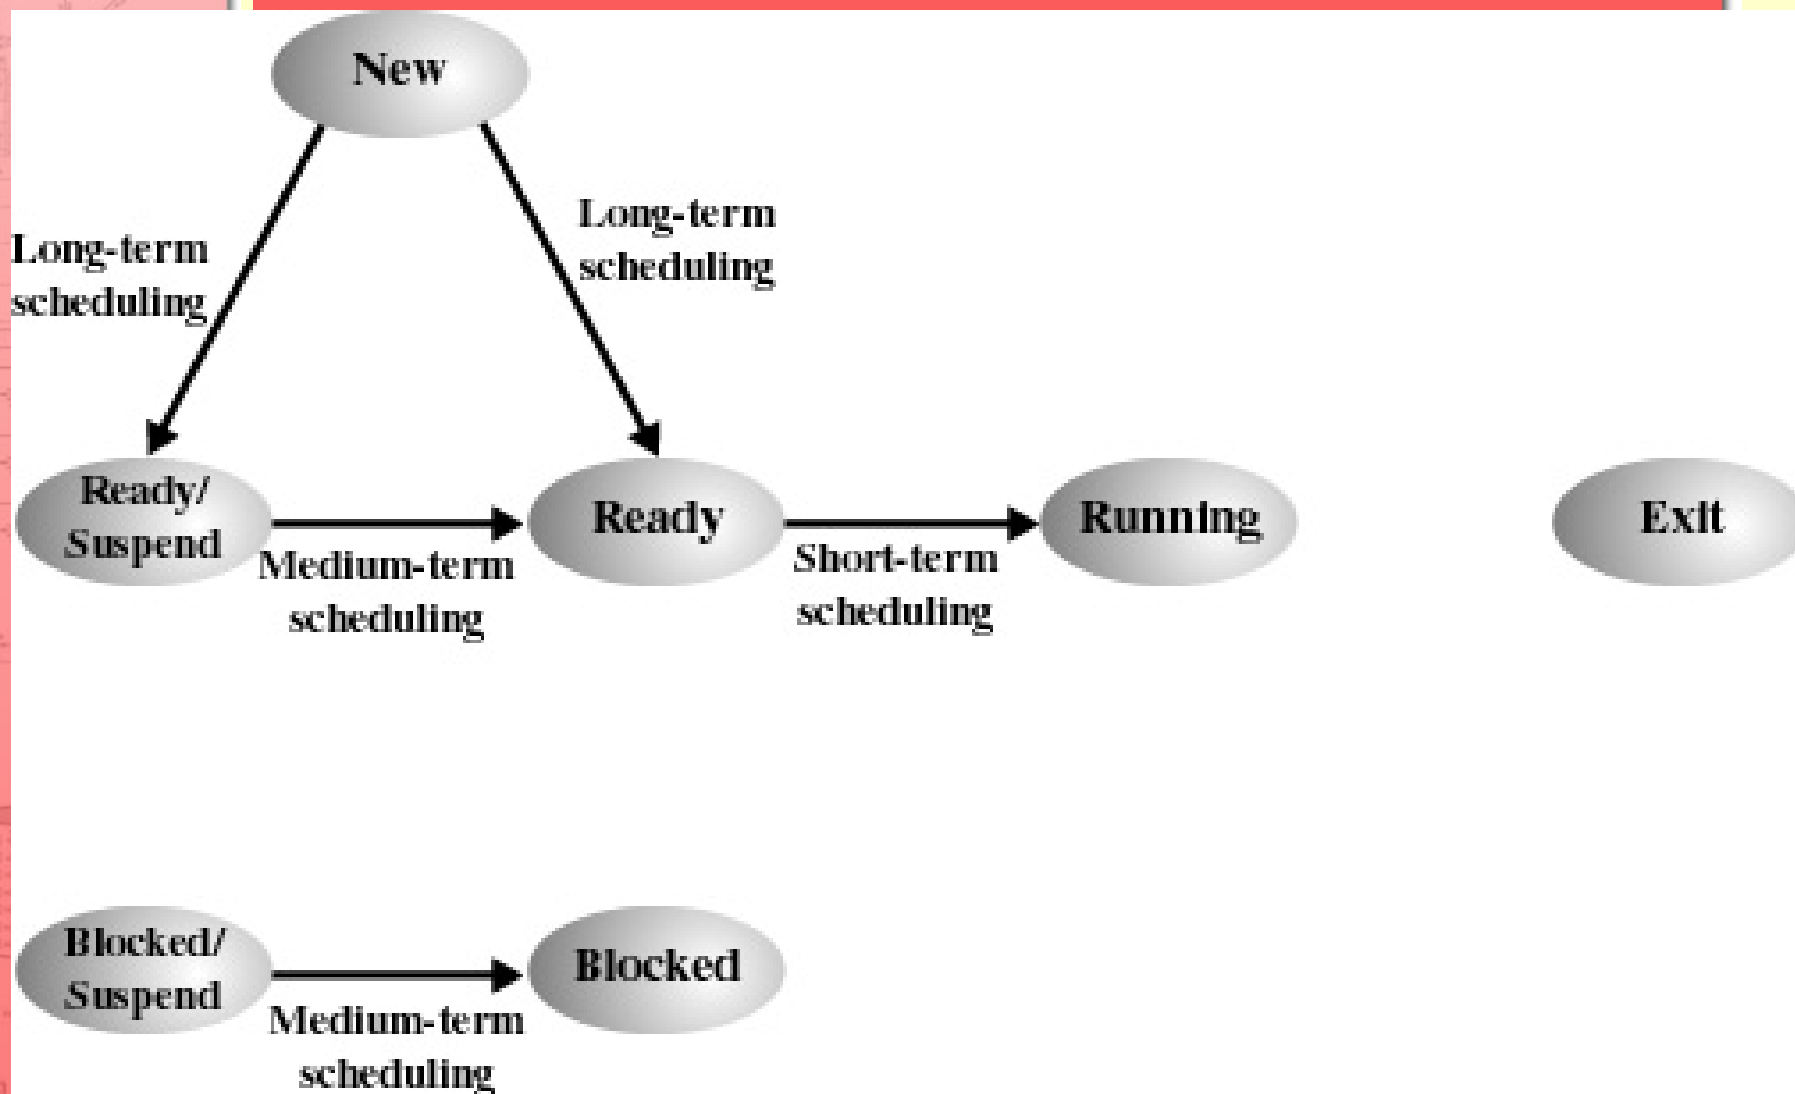 New
Long-term
scheduling
Long-term
scheduling
Ready/
Suspend
Medium-term
scheduling
Ready
Short-term
scheduling
Running
Exit
Blocked/
Suspend
Medium-term
scheduling
Blocked